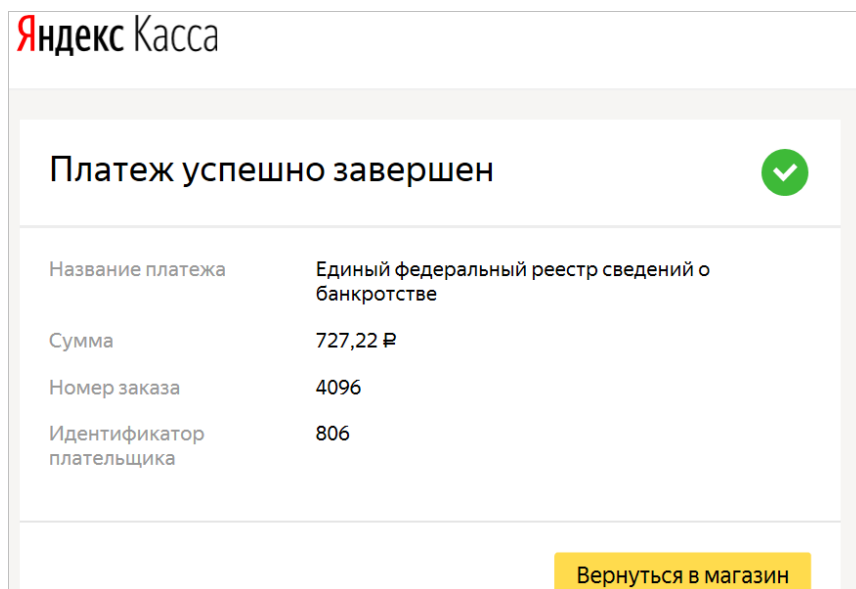 Яндекс Касса
Платеж успешно завершен
Название платежа
Единый федеральный реестр сведений о
банкротстве
Сумма
727,22 ₽
Номер заказа
4096
Идентификатор
плательщика
806
Вернуться в магазин